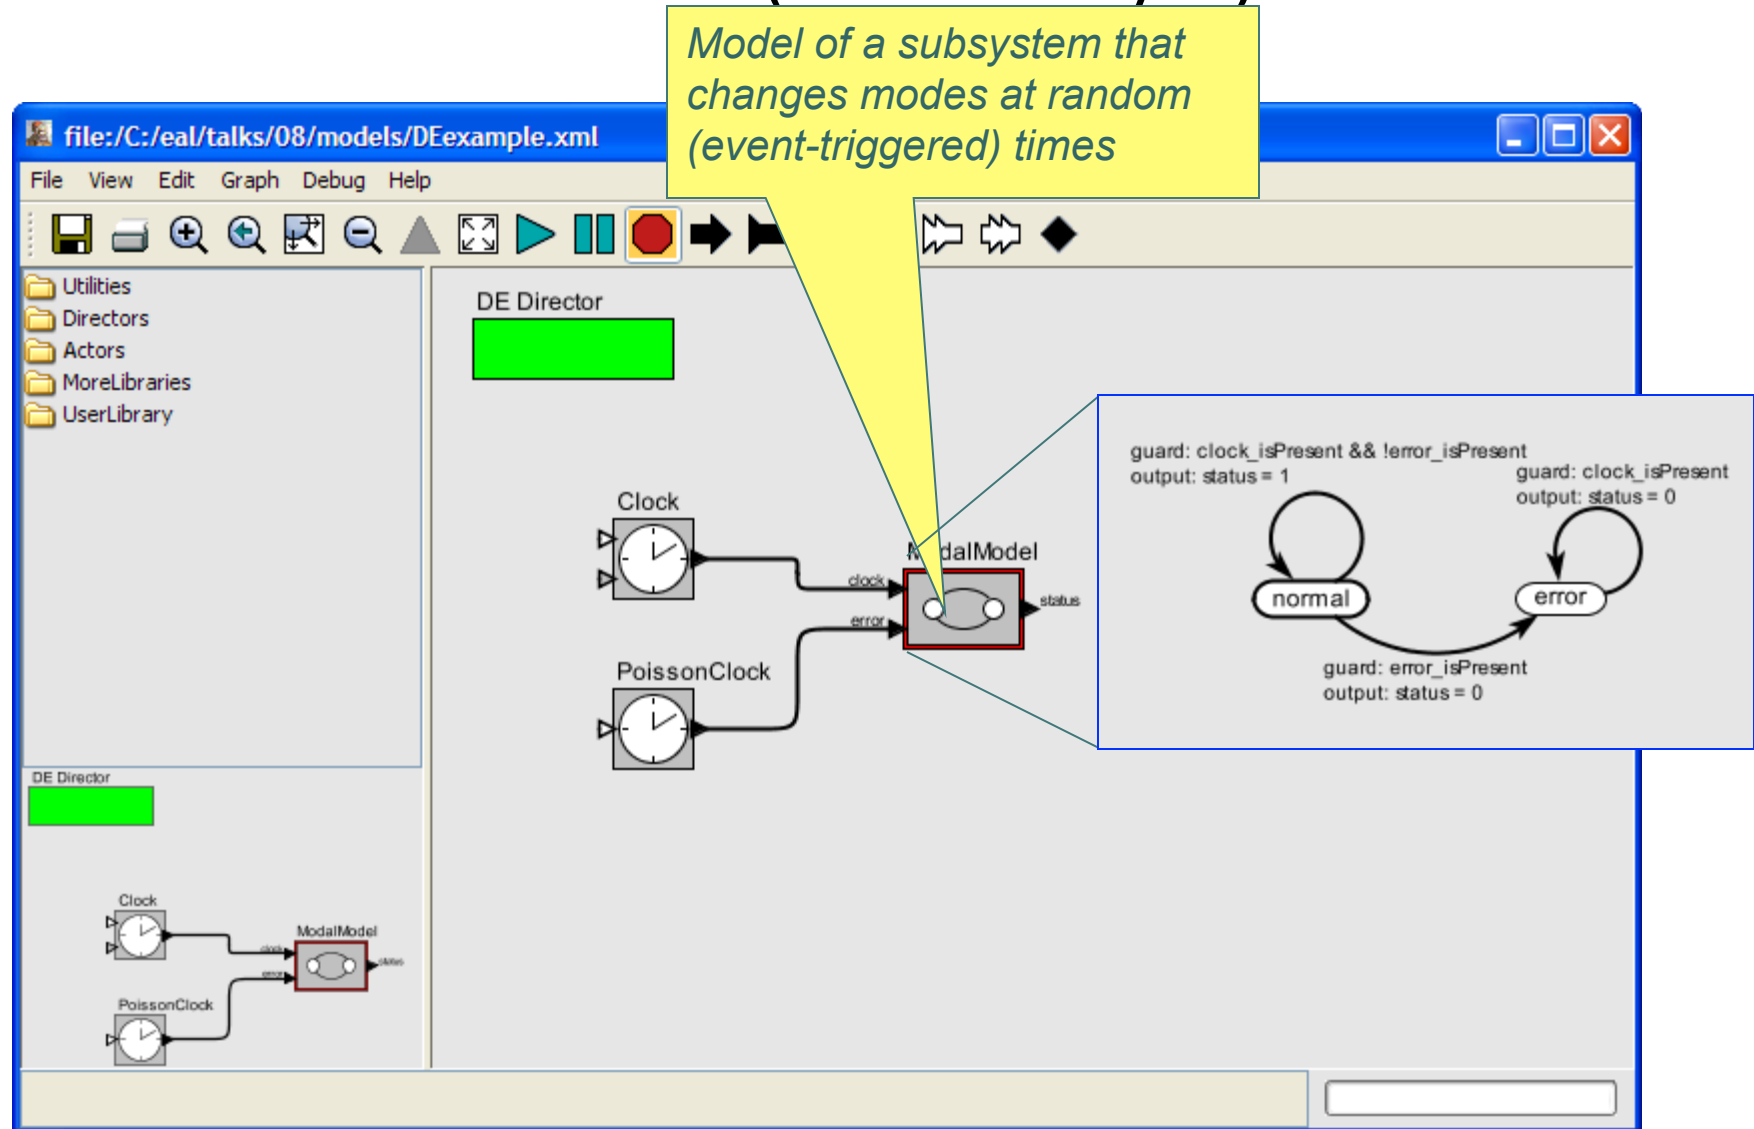 Model of a subsystem that
changes modes at random
(event-triggered) times
file:/C:/eal/talks/08/models/DEexample.xml
File View Edit Graph Debug Help
Utilities
Directors
Actors
MoreLibraries
UserLibrary
DE Director
guard: clock_isPresent && !error_isPresent
output: status = 1
guard: clock_isPresent
output: status = 0
normal
error
guard: error_isPresent
output: status = 0
Clock
clock
error
status
PoissonClock
DE Director
Clock
ModalModel
clock
error
status
PoissonClock